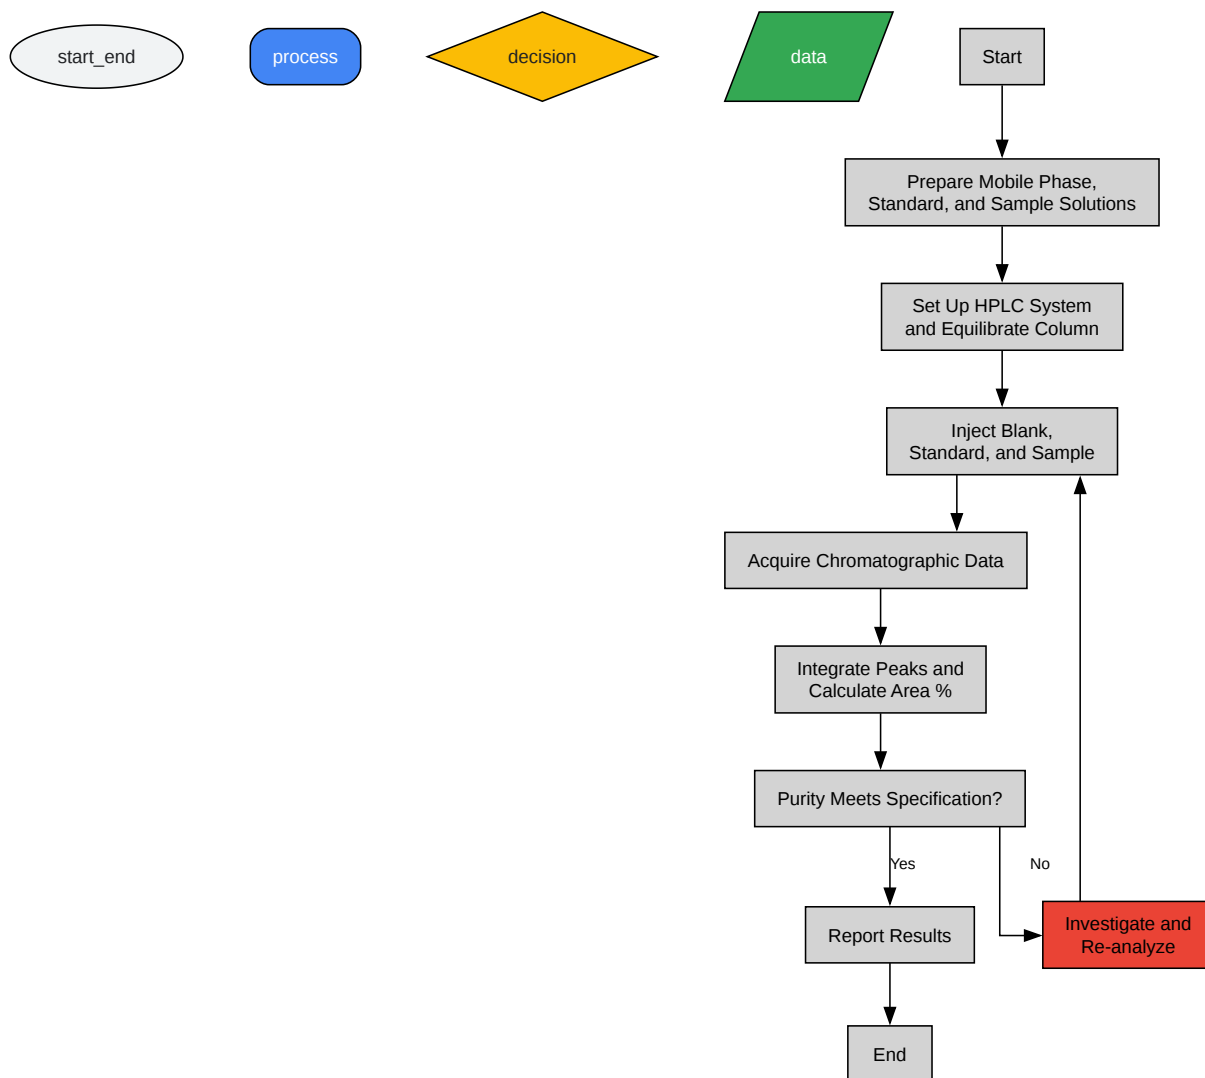 start_end
process
decision
data
Start
Prepare Mobile Phase,
Standard, and Sample Solutions
Set Up HPLC System
and Equilibrate Column
Inject Blank,
Standard, and Sample
Acquire Chromatographic Data
Integrate Peaks and
Calculate Area %
Purity Meets Specification?
Yes
No
Report Results
Investigate and
Re-analyze
End